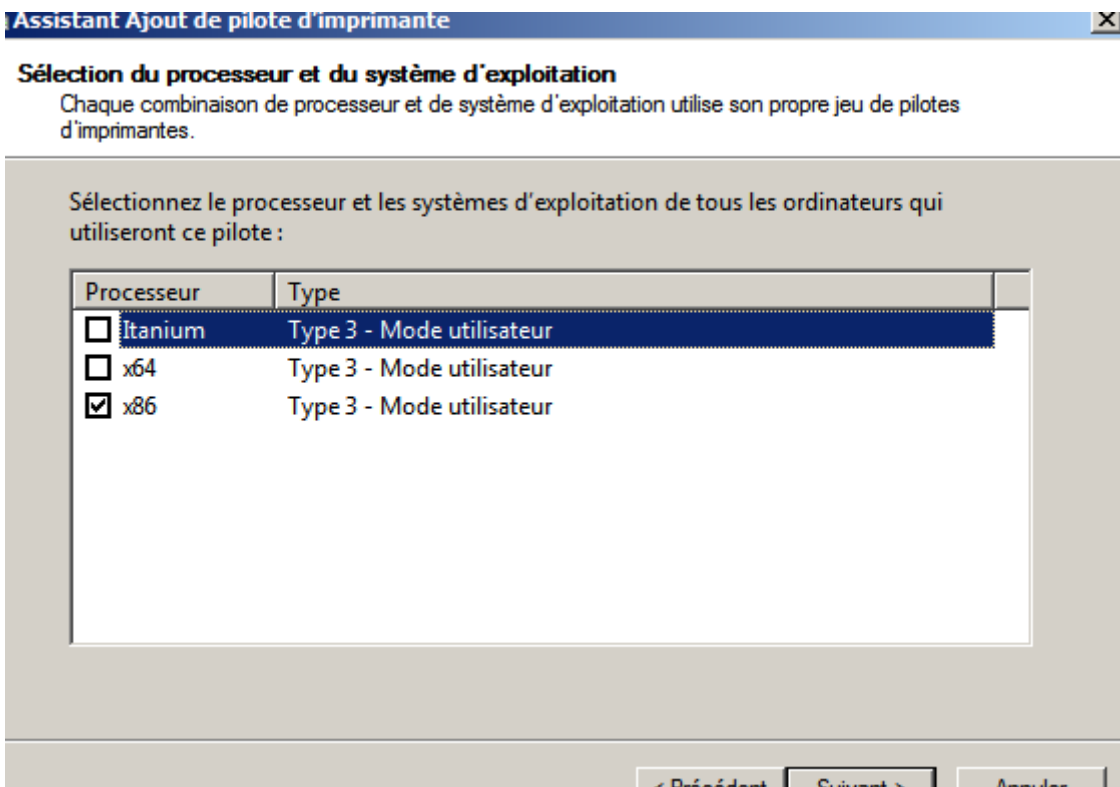 Assistant Ajout de pilote d'imprimante
Sélection du processeur et du système d'exploitation
Chaque combinaison de processeur et de système d'exploitation utilise son propre jeu de pilotes
d'imprimantes.
Sélectionnez le processeur et les systèmes d'exploitation de tous les ordinateurs qui
utiliseront ce pilote :
Processeur Type
Itanium Type 3 - Mode utilisateur
x64 Type 3 - Mode utilisateur
x86 Type 3 - Mode utilisateur
< Précédent Suivant > Annuler